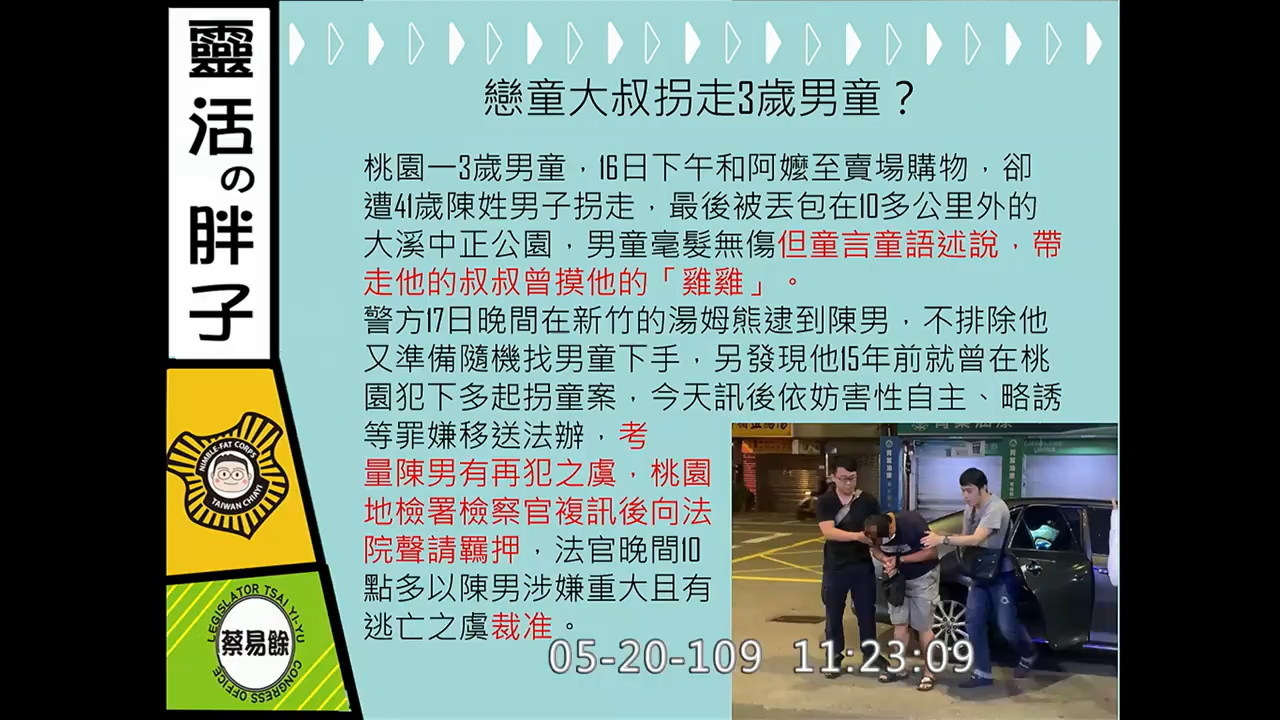 靈活の胖子
戀童大叔拐走3歲男童？
桃園一3歲男童，16日下午和阿嬤至賣場購物，卻
遭41歲陳姓男子拐走，最後被丟包在10多公里外的
大溪中正公園，男童毫髮無傷但童言童語述說，帶
走他的叔叔曾摸他的「雞雞」。
警方17日晚間在新竹的湯姆熊逮到陳男，不排除他
又準備隨機找男童下手，另發現他15年前就曾在桃
園犯下多起拐童案，今天訊後依妨害性自主、略誘
等罪嫌移送法辦，考
量陳男有再犯之虞，桃園
地檢署檢察官複訊後向法
院聲請羈押，法官晚間10
點多以陳男涉嫌重大且有
逃亡之虞裁准。
NIMBLE-FAT CORPS
TAIWAN CHIAYI
LEGISLATOR TSAI YI-YU
蔡易餘
CONGRESS OFFICE
05-20-109 11:23:09